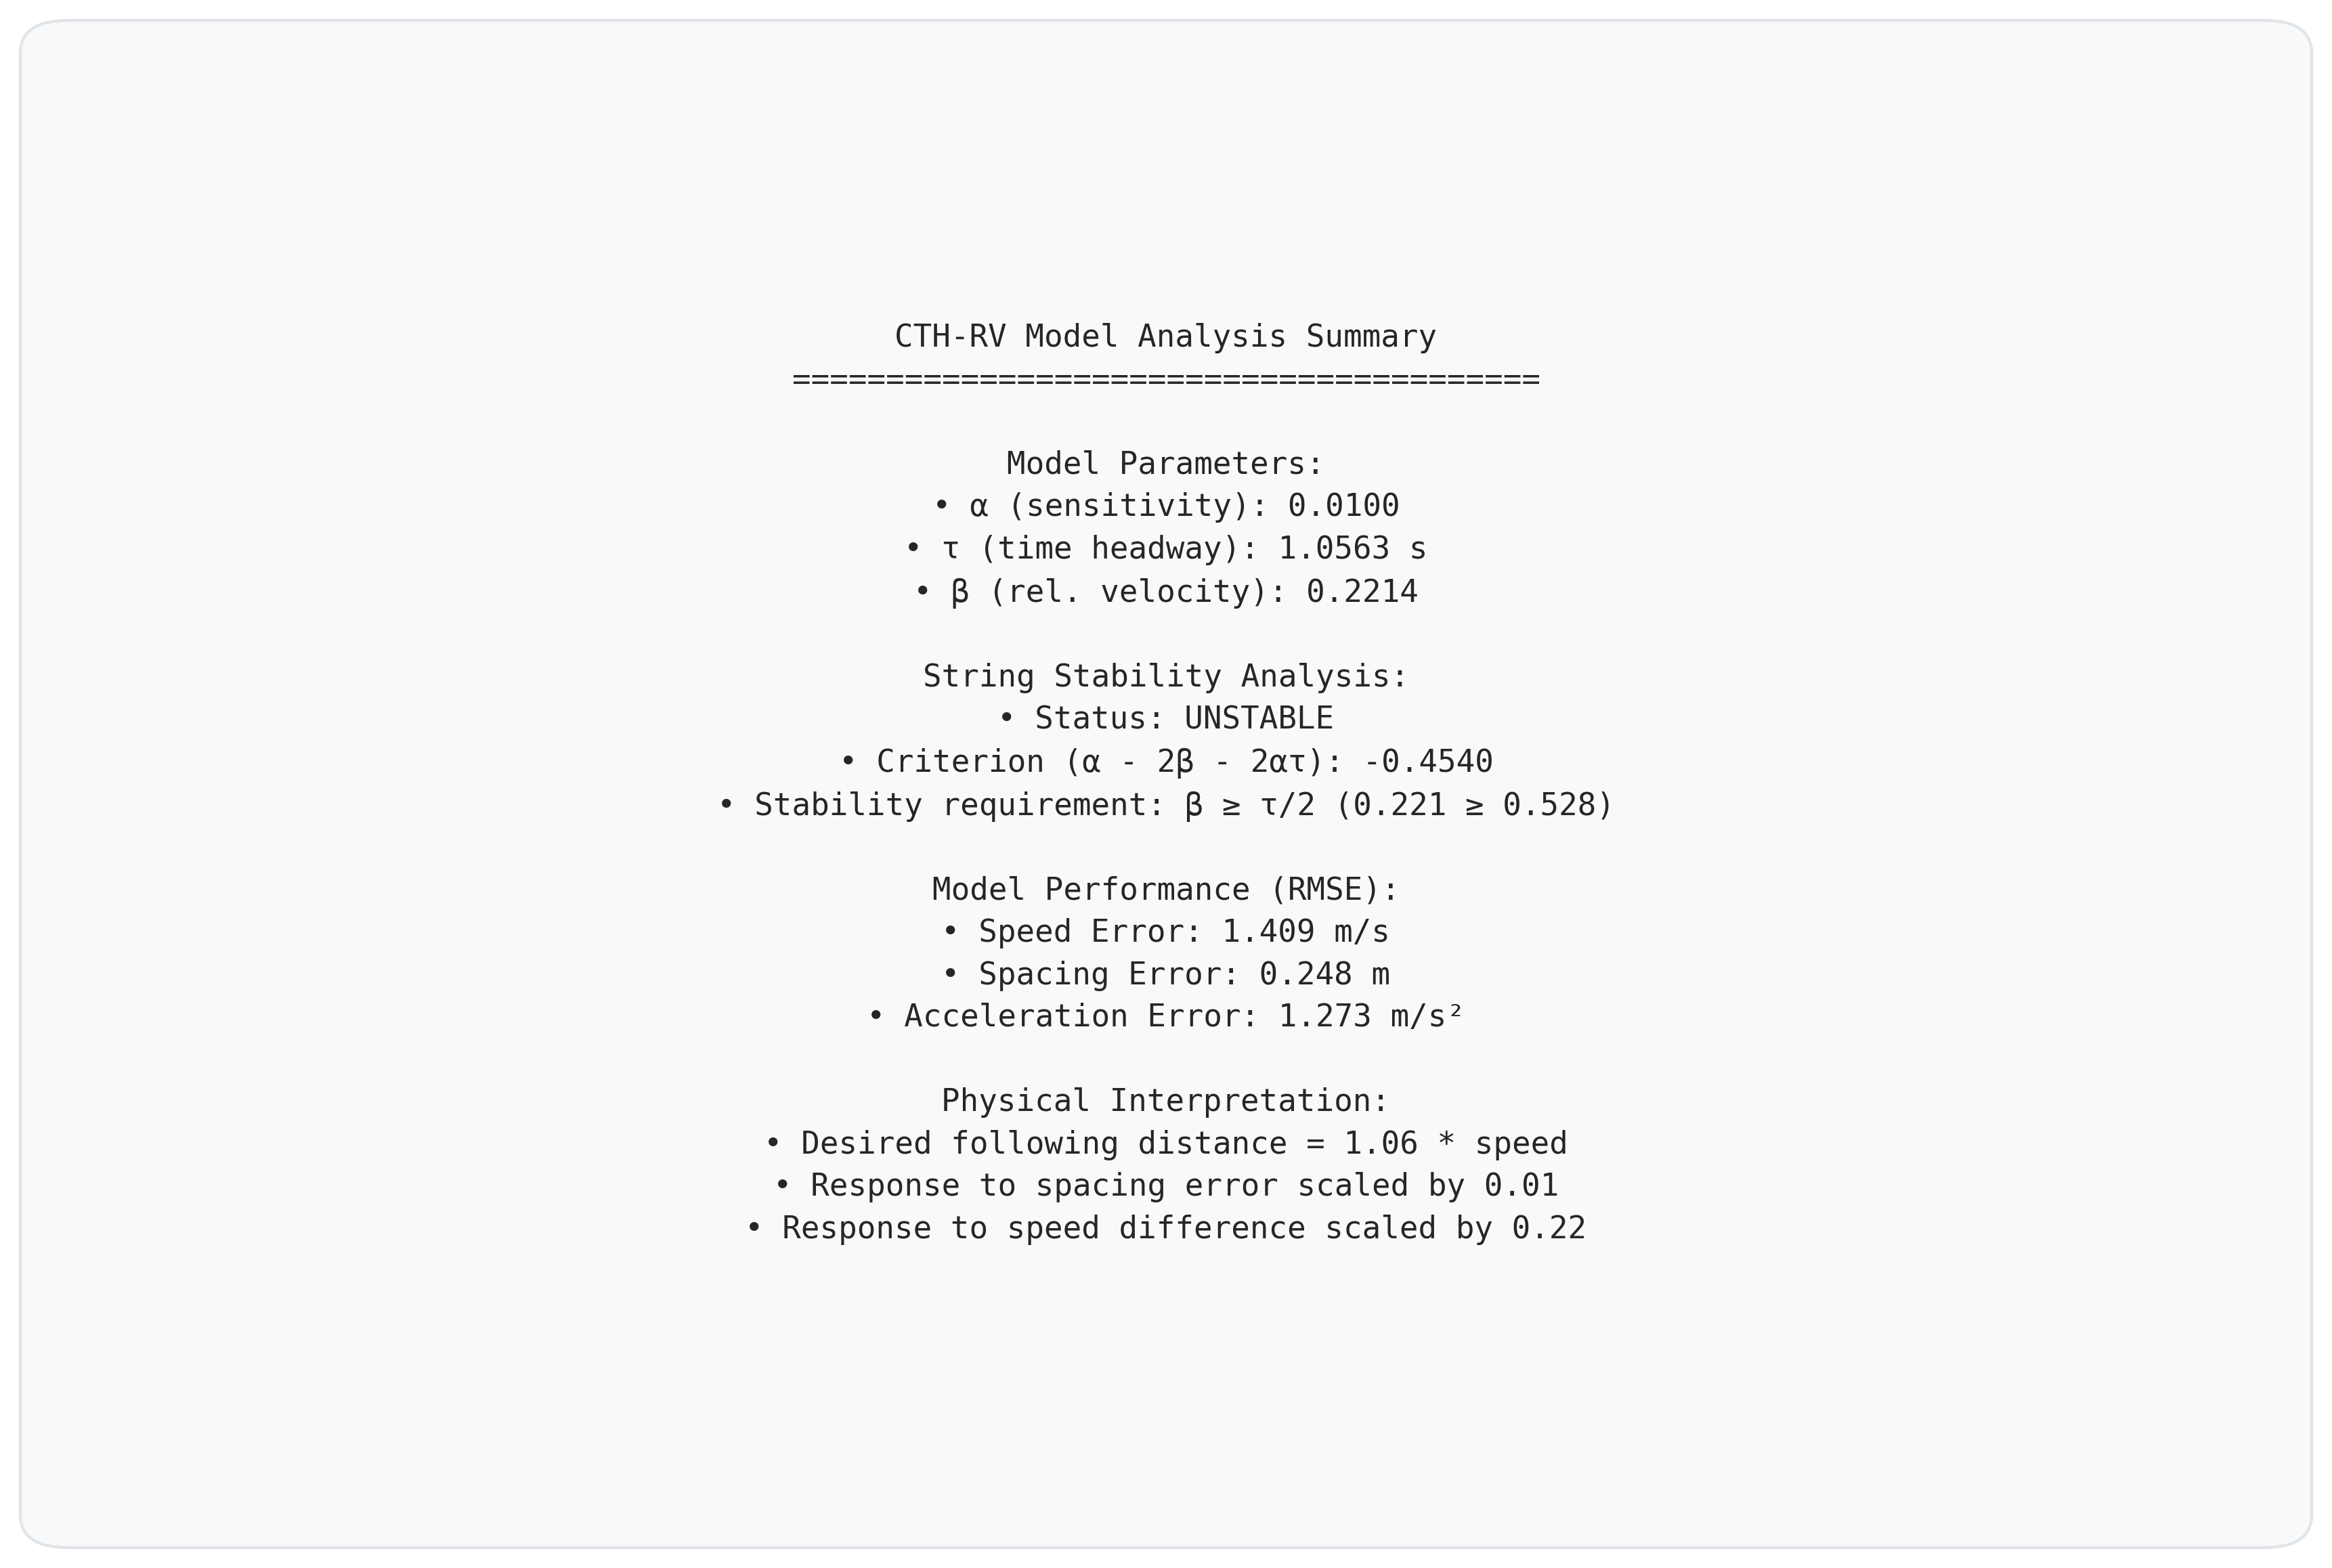 CTH-RV Model Analysis Summary
========================================
Model Parameters:
• α (sensitivity): 0.0100
• τ (time headway): 1.0563 s
• β (rel. velocity): 0.2214
String Stability Analysis:
• Status: UNSTABLE
• Criterion (α - 2β - 2ατ): -0.4540
• Stability requirement: β ≥ τ/2 (0.221 ≥ 0.528)
Model Performance (RMSE):
• Speed Error: 1.409 m/s
• Spacing Error: 0.248 m
• Acceleration Error: 1.273 m/s²
Physical Interpretation:
• Desired following distance = 1.06 * speed
• Response to spacing error scaled by 0.01
• Response to speed difference scaled by 0.22